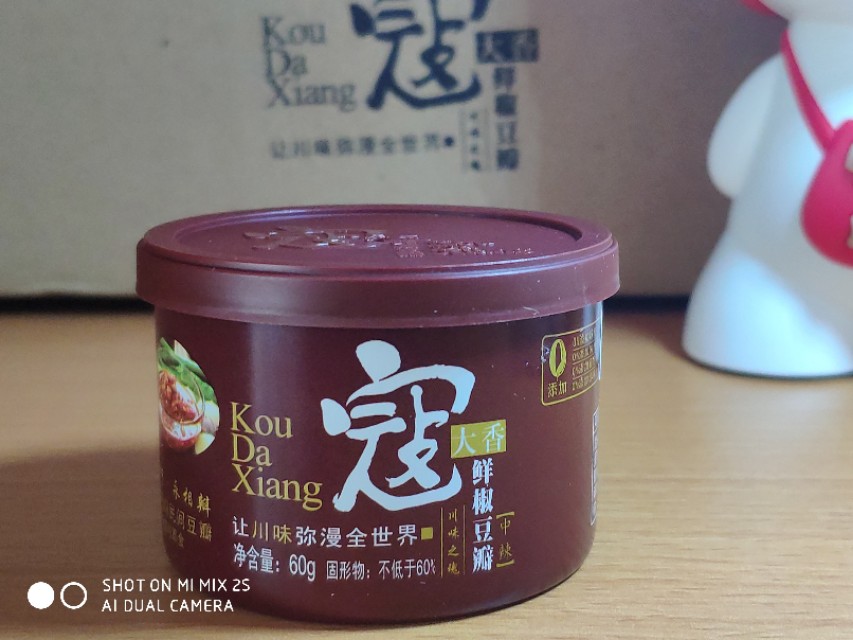 Kou
Da
Xiang
寇
大香
鲜椒豆瓣
让川味弥漫全世界
Kou
Da
Xiang
寇
大香
鲜椒豆瓣
中辣
川味之魂
让川味弥漫全世界
净含量: 60g 固形物: 不低于60%
0
添加
SHOT ON MI MIX 2S
AI DUAL CAMERA